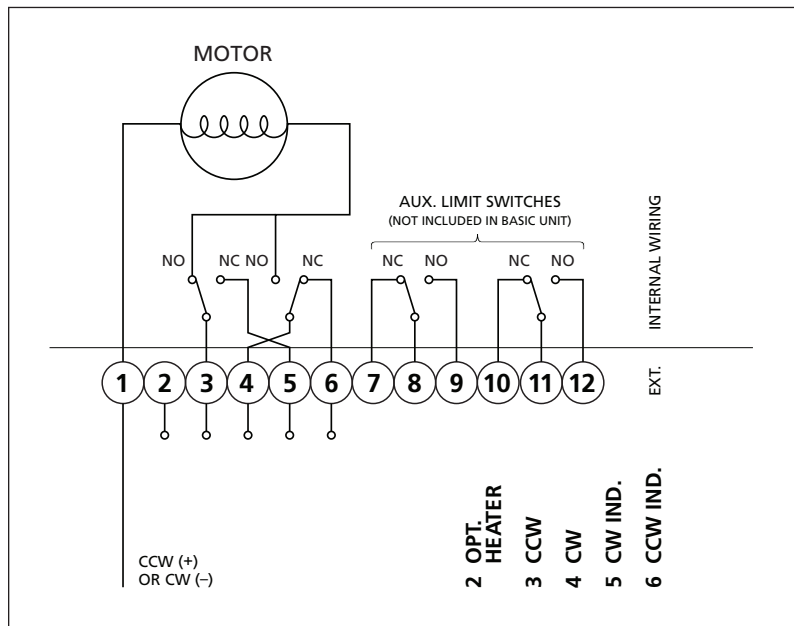 MOTOR
AUX. LIMIT SWITCHES
(NOT INCLUDED IN BASIC UNIT)
NO NC NO NC NC NO NC NO
INTERNAL WIRING
1 2 3 4 5 6 7 8 9 10 11 12
EXT.
CCW (+)
OR CW (–)
2 OPT.
HEATER
3 CCW
4 CW
5 CW IND.
6 CCW IND.